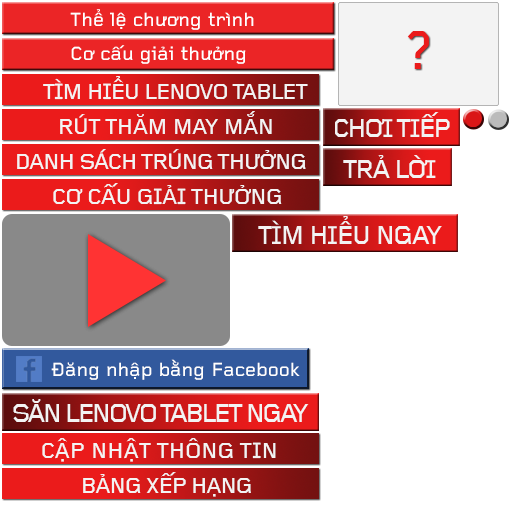 Thể lệ chương trình
Cơ cấu giải thưởng
?
TÌM HIỂU LENOVO TABLET
RÚT THĂM MAY MẮN
CHƠI TIẾP
DANH SÁCH TRÚNG THƯỞNG
TRẢ LỜI
CƠ CẤU GIẢI THƯỞNG
TÌM HIỂU NGAY
f Đăng nhập bằng Facebook
SĂN LENOVO TABLET NGAY
CẬP NHẬT THÔNG TIN
BẢNG XẾP HẠNG